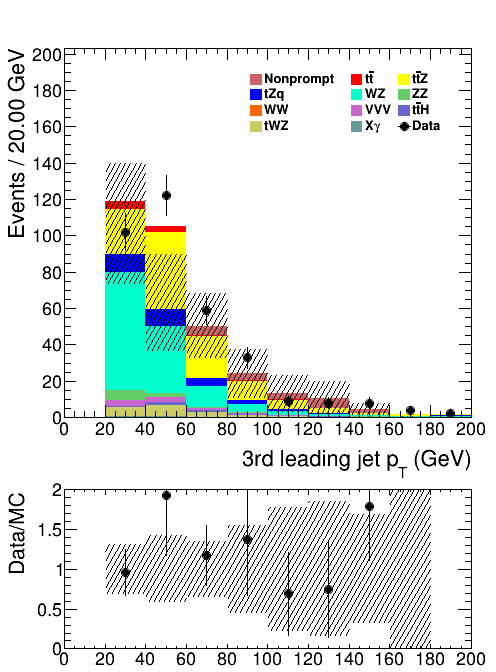 Events / 20.00 GeV
200
180
160
140
120
100
80
60
40
20
0
Nonprompt
tt̄
tt̄Z
tZq
WZ
ZZ
WW
VVV
tt̄H
tWZ
Xγ
Data
0 20 40 60 80 100 120 140 160 180 200
3rd leading jet p_T (GeV)
Data/MC
2
1.5
1
0.5
0
0 20 40 60 80 100 120 140 160 180 200